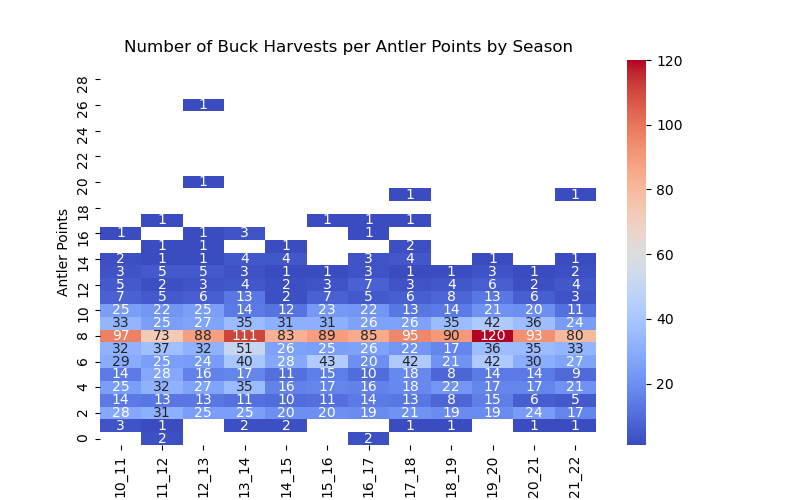 Number of Buck Harvests per Antler Points by Season
Antler Points
28
26 1
24
22
20 1
1 1
18
1 1 1 1
16 1 1 3 1
1 1 1 2
14 2 1 1 4 4 3 4 1 1
3 5 5 3 1 1 3 1 1 3 1 2
12 5 2 3 4 2 3 7 3 4 6 2 4
7 5 6 13 2 7 5 6 8 13 6 3
10 25 22 25 14 12 23 22 13 14 21 20 11
33 25 27 35 31 31 26 26 35 42 36 24
8 97 73 88 111 83 89 85 95 90 120 93 80
32 37 32 51 26 25 26 22 17 36 35 33
6 29 25 24 40 28 43 20 42 21 42 30 27
14 28 16 17 11 15 10 18 8 12 14 9
4 25 32 27 35 16 17 16 18 22 17 17 21
14 13 13 11 10 11 14 13 8 15 6 5
2 28 31 25 25 20 20 19 21 19 19 24 17
3 1 2 2 1 1 1 1
0 2 2
10_11 11_12 12_13 13_14 14_15 15_16 16_17 17_18 18_19 19_20 20_21 21_22
120
100
80
60
40
20